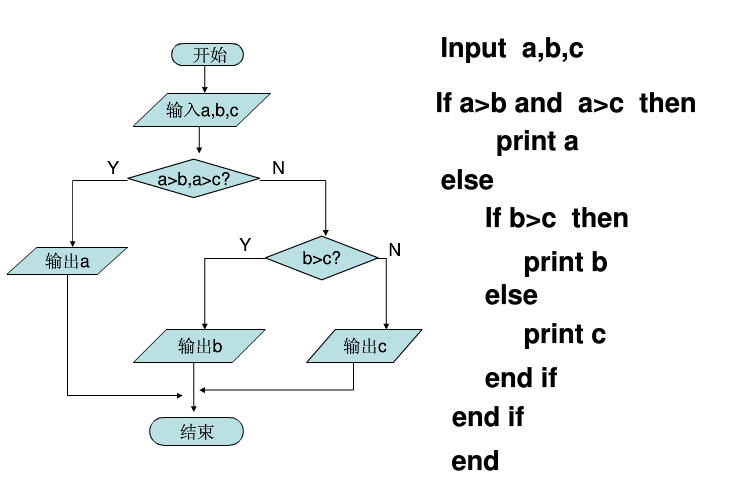 开始
输入a,b,c
Y
a>b,a>c?
N
输出a
Y
b>c?
N
输出b
输出c
结束
Input a,b,c
If a>b and a>c then
print a
else
If b>c then
print b
else
print c
end if
end if
end